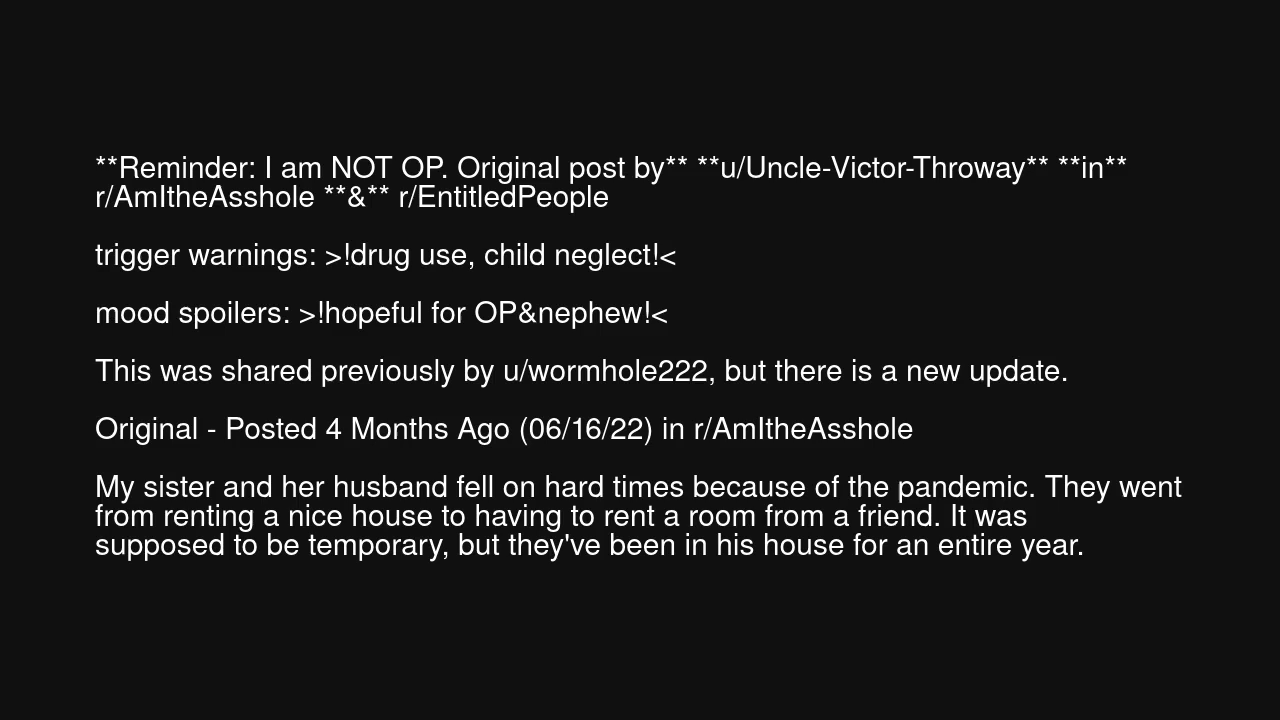 **Reminder: I am NOT OP. Original post by** **u/Uncle-Victor-Throway** **in**
r/AmItheAsshole **&** r/EntitledPeople
trigger warnings: >!drug use, child neglect!<
mood spoilers: >!hopeful for OP&nephew!<
This was shared previously by u/wormhole222, but there is a new update.
Original - Posted 4 Months Ago (06/16/22) in r/AmItheAsshole
My sister and her husband fell on hard times because of the pandemic. They went
from renting a nice house to having to rent a room from a friend. It was
supposed to be temporary, but they've been in his house for an entire year.